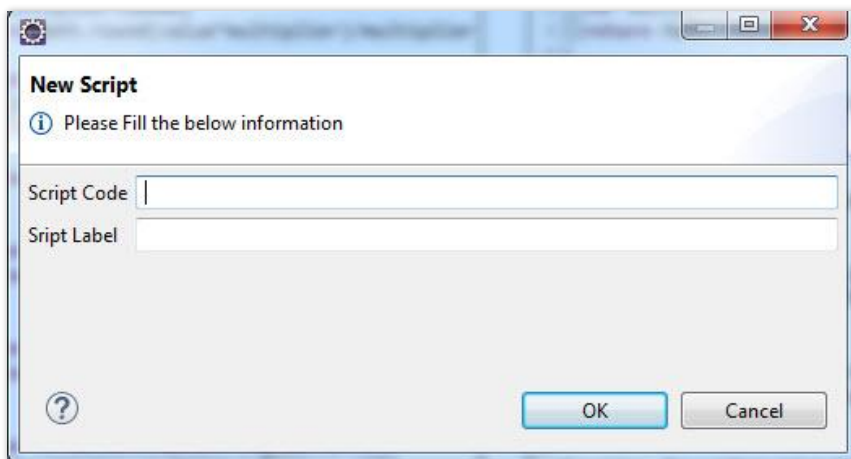 New Script
Please Fill the below information
Script Code
Sript Label
OK
Cancel